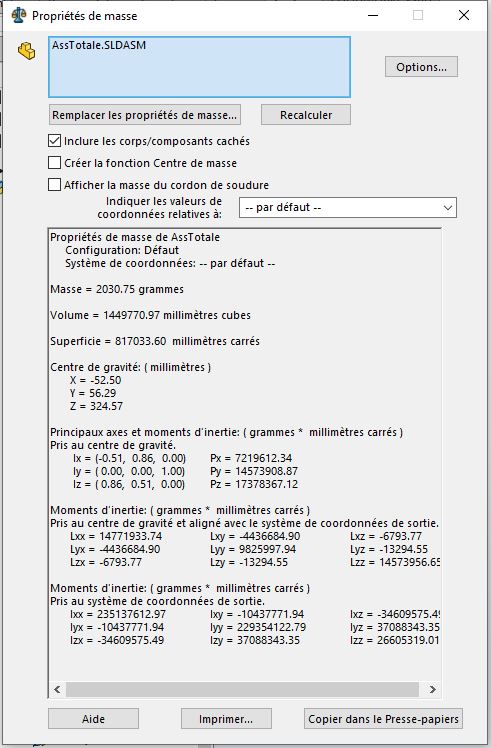 Propriétés de masse
AssTotale.SLDASM
Options...
Remplacer les propriétés de masse...
Recalculer
Inclure les corps/composants cachés
Créer la fonction Centre de masse
Afficher la masse du cordon de soudure
Indiquer les valeurs de
coordonnées relatives à:
-- par défaut --
Propriétés de masse de AssTotale
Configuration: Défaut
Système de coordonnées: -- par défaut --
Masse = 2030.75 grammes
Volume = 1449770.97 millimètres cubes
Superficie = 817033.60 millimètres carrés
Centre de gravité: ( millimètres )
X = -52.50
Y = 56.29
Z = 324.57
Principaux axes et moments d'inertie: ( grammes * millimètres carrés )
Pris au centre de gravité.
Ix = (-0.51, 0.86, 0.00) Px = 7219612.34
Iy = ( 0.00, 0.00, 1.00) Py = 14573908.87
Iz = ( 0.86, 0.51, 0.00) Pz = 17378367.12
Moments d'inertie: ( grammes * millimètres carrés )
Pris au centre de gravité et aligné avec le système de coordonnées de sortie.
Lxx = 14771933.74 Lxy = -4436684.90 Lxz = -6793.77
Lyx = -4436684.90 Lyy = 9825997.94 Lyz = -13294.55
Lzx = -6793.77 Lzy = -13294.55 Lzz = 14573956.65
Moments d'inertie: ( grammes * millimètres carrés )
Pris au système de coordonnées de sortie.
Ixx = 235137612.97 Ixy = -10437771.94 Ixz = -34609575.49
Iyx = -10437771.94 Iyy = 229354122.79 Iyz = 37088343.35
Izx = -34609575.49 Izy = 37088343.35 Izz = 26605319.01
Aide
Imprimer...
Copier dans le Presse-papiers